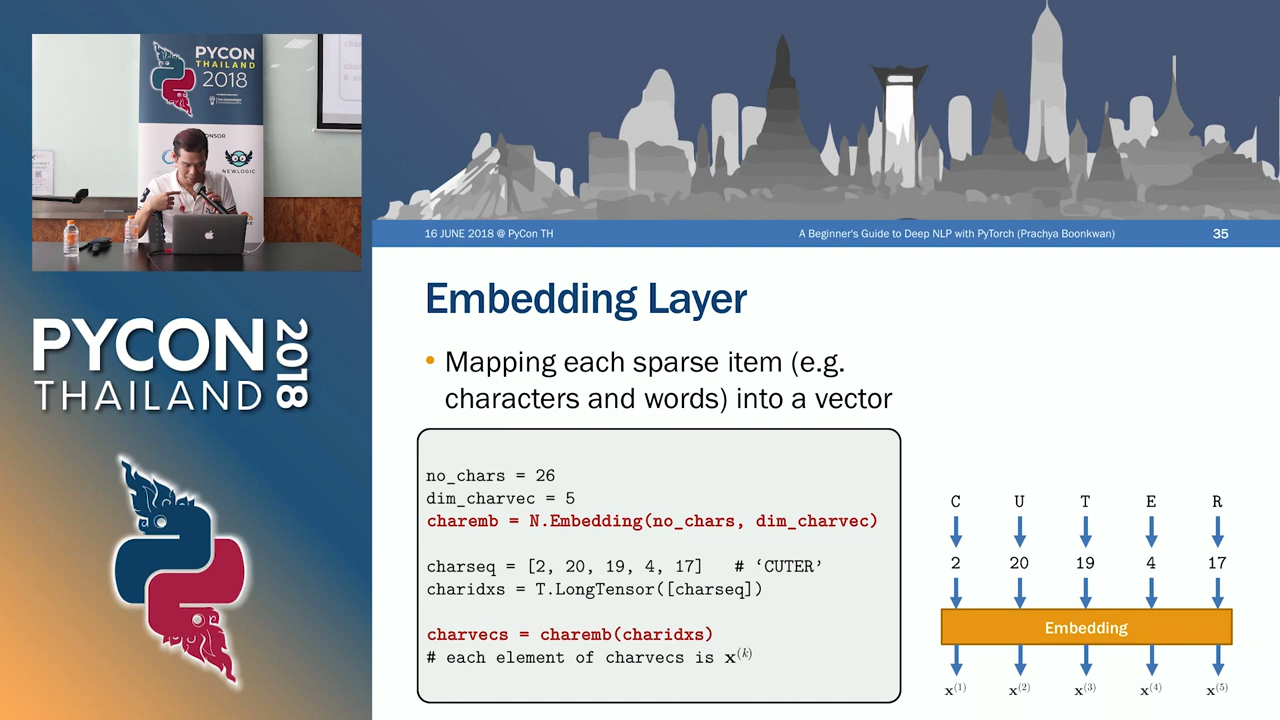 PYCON
THAILAND
2018
NEWLOGIC
PYCON
THAILAND
2018
16 JUNE 2018 @ PyCon TH
A Beginner's Guide to Deep NLP with PyTorch (Prachya Boonkwan)
35
Embedding Layer
• Mapping each sparse item (e.g.
characters and words) into a vector
no_chars = 26
dim_charvec = 5
charemb = N.Embedding(no_chars, dim_charvec)
charseq = [2, 20, 19, 4, 17] # ‘CUTER’
charidxs = T.LongTensor([charseq])
charvecs = charemb(charidxs)
# each element of charvecs is x⁽ᵏ⁾
C U T E R
2 20 19 4 17
Embedding
x⁽¹⁾ x⁽²⁾ x⁽³⁾ x⁽⁴⁾ x⁽⁵⁾